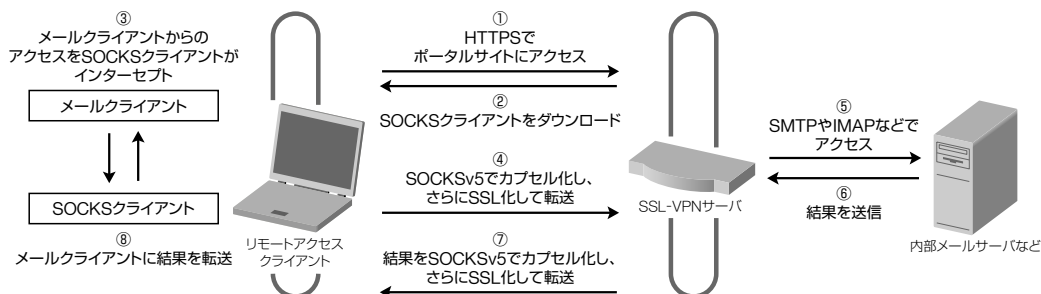 ③
メールクライアントからの
アクセスをSOCKSクライアントが
インターセプト
メールクライアント
SOCKSクライアント
⑧
メールクライアントに結果を転送
リモートアクセス
クライアント
①
HTTPSで
ポータルサイトにアクセス
②
SOCKSクライアントをダウンロード
④
SOCKSv5でカプセル化し、
さらにSSL化して転送
⑦
結果をSOCKSv5でカプセル化し、
さらにSSL化して転送
SSL-VPNサーバ
⑤
SMTPやIMAPなどで
アクセス
⑥
結果を送信
内部メールサーバなど